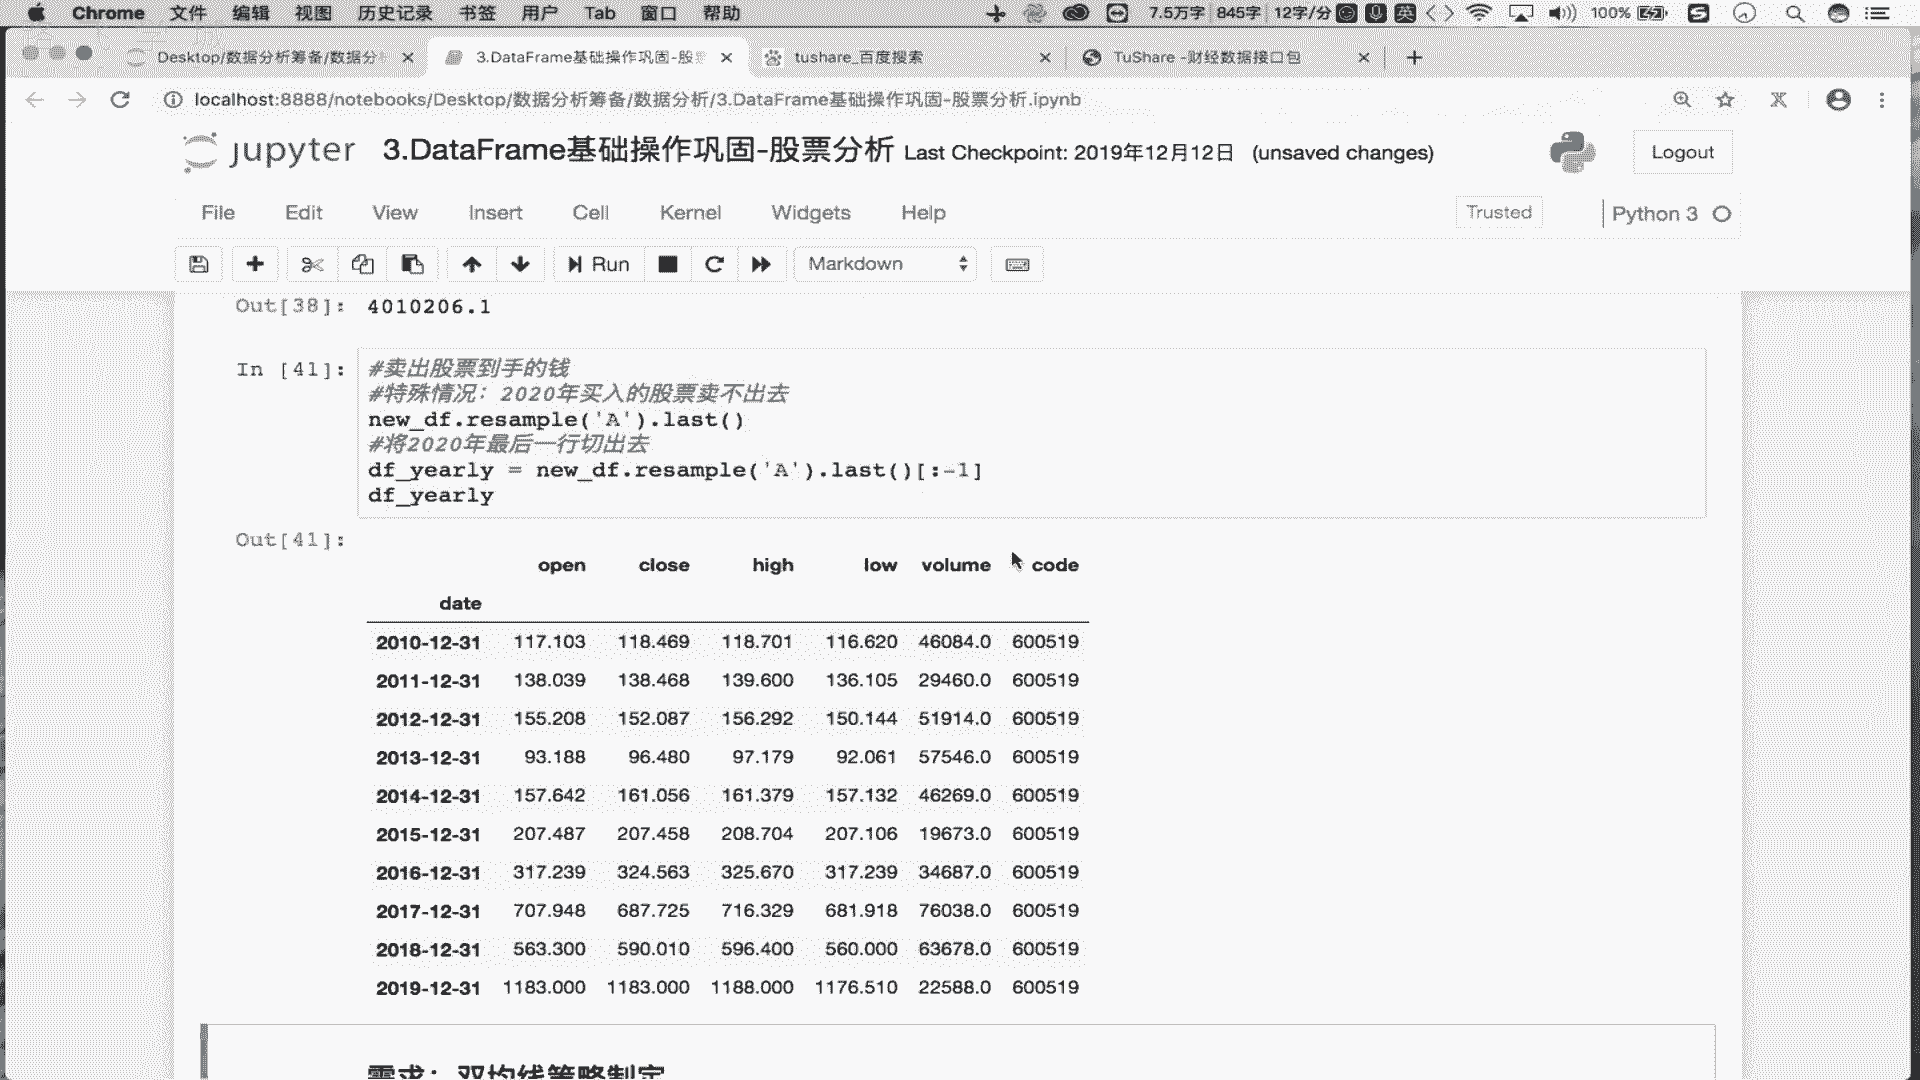 Chrome 文件 编辑 视图 历史记录 书签 用户 Tab 窗口 帮助 7.5万字 845字 12字/分 英 100%
Desktop/数据分析筹备/数据分 3.DataFrame基础操作巩固-股 tushare_百度搜索 TuShare -财经数据接口包
localhost:8888/notebooks/Desktop/数据分析筹备/数据分析/3.DataFrame基础操作巩固-股票分析.ipynb
jupyter 3.DataFrame基础操作巩固-股票分析 Last Checkpoint: 2019年12月12日 (unsaved changes) Logout
File Edit View Insert Cell Kernel Widgets Help Trusted Python 3
Run Markdown
Out[38]: 4010206.1
In [41]: #卖出股票到手的钱
#特殊情况：2020年买入的股票卖不出去
new_df.resample('A').last()
#将2020年最后一行切出去
df_yearly = new_df.resample('A').last()[:-1]
df_yearly
Out[41]:
open close high low volume code
date
2010-12-31 117.103 118.469 118.701 116.620 46084.0 600519
2011-12-31 138.039 138.468 139.600 136.105 29460.0 600519
2012-12-31 155.208 152.087 156.292 150.144 51914.0 600519
2013-12-31 93.188 96.480 97.179 92.061 57546.0 600519
2014-12-31 157.642 161.056 161.379 157.132 46269.0 600519
2015-12-31 207.487 207.458 208.704 207.106 19673.0 600519
2016-12-31 317.239 324.563 325.670 317.239 34687.0 600519
2017-12-31 707.948 687.725 716.329 681.918 76038.0 600519
2018-12-31 563.300 590.010 596.400 560.000 63678.0 600519
2019-12-31 1183.000 1183.000 1188.000 1176.510 22588.0 600519
需求：双均线策略制定